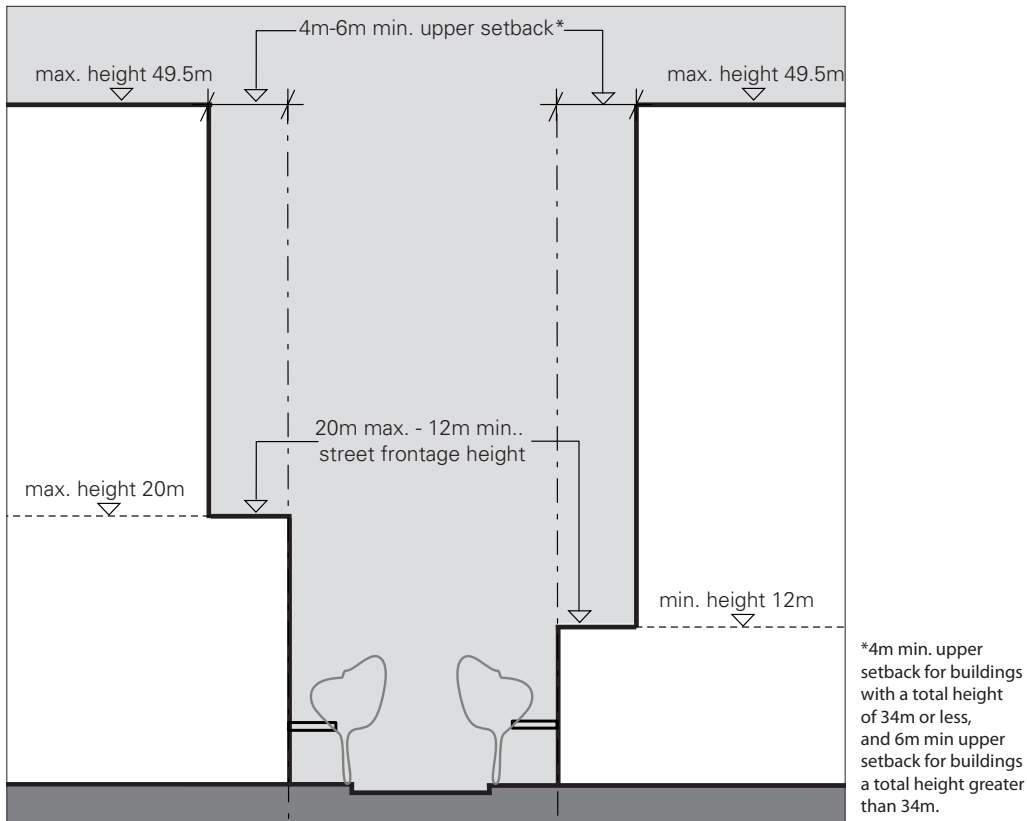 4m-6m min. upper setback*
max. height 49.5m
max. height 49.5m
20m max. - 12m min..
street frontage height
max. height 20m
min. height 12m
*4m min. upper
setback for buildings
with a total height
of 34m or less,
and 6m min upper
setback for buildings
a total height greater
than 34m.